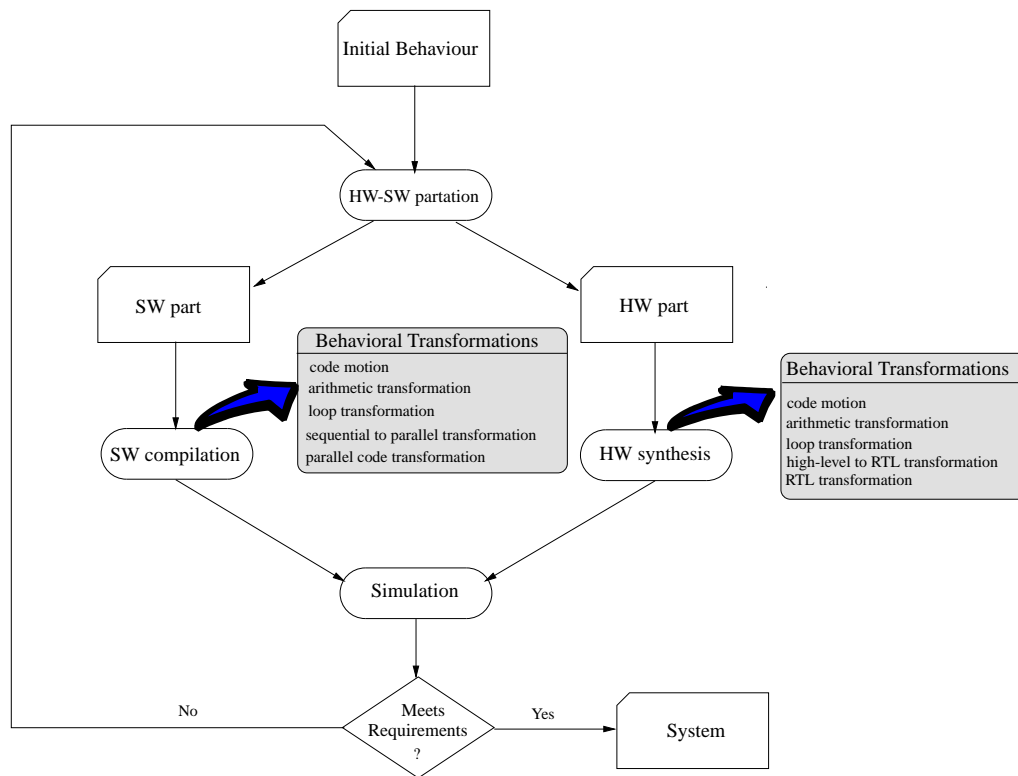 Initial Behaviour
HW-SW partation
SW part
HW part
Behavioral Transformations
code motion
arithmetic transformation
loop transformation
sequential to parallel transformation
parallel code transformation
Behavioral Transformations
code motion
arithmetic transformation
loop transformation
high-level to RTL transformation
RTL transformation
SW compilation
HW synthesis
Simulation
No
Meets
Requirements
?
Yes
System